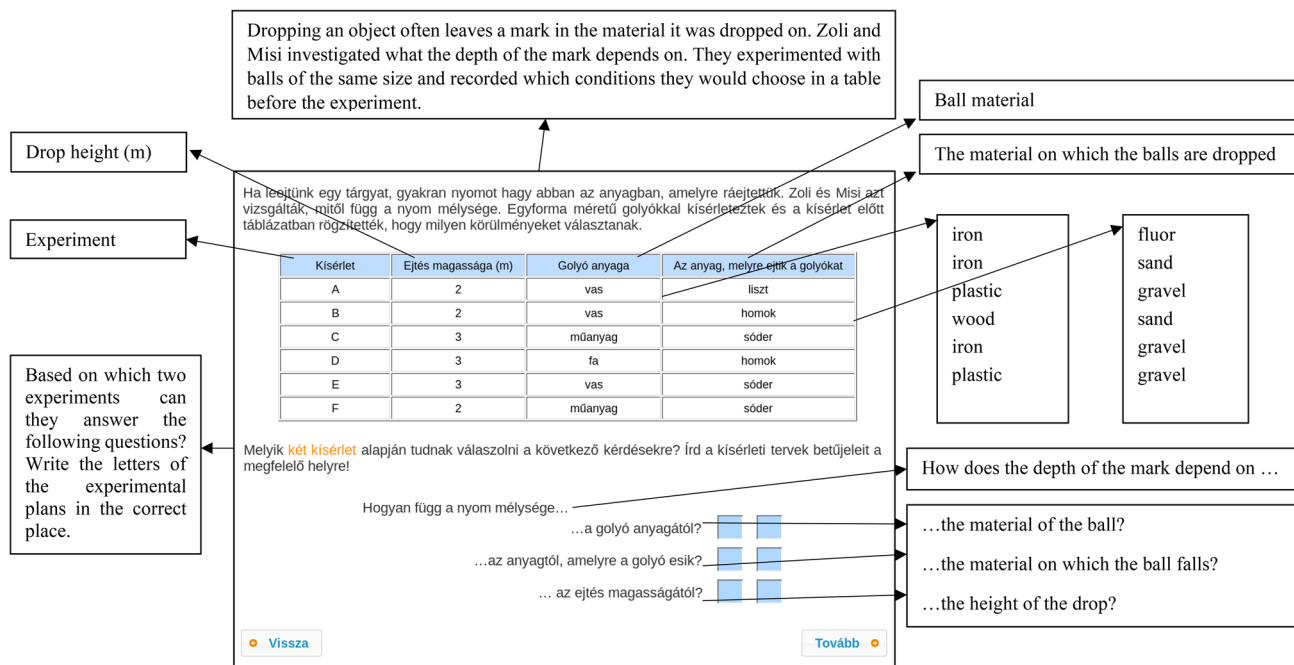 Dropping an object often leaves a mark in the material it was dropped on. Zoli and
Misi investigated what the depth of the mark depends on. They experimented with
balls of the same size and recorded which conditions they would choose in a table
before the experiment.
Ball material
Drop height (m)
The material on which the balls are dropped
Experiment
Ha leejtünk egy tárgyat, gyakran nyomot hagy abban az anyagban, amelyre ráejtettük. Zoli és Misi azt
vizsgálták, mitől függ a nyom mélysége. Egyforma méretű golyókkal kísérleteztek és a kísérlet előtt
táblázatban rögzítették, hogy milyen körülményeket választanak.
Kísérlet Ejtés magassága (m) Golyó anyaga Az anyag, melyre ejtik a golyókat
A 2 vas liszt
B 2 vas homok
C 3 műanyag sóder
D 3 fa homok
E 3 vas sóder
F 2 műanyag sóder
iron
iron
plastic
wood
iron
plastic
fluor
sand
gravel
sand
gravel
gravel
Based on which two
experiments can
they answer the
following questions?
Write the letters of
the experimental
plans in the correct
place.
Melyik két kísérlet alapján tudnak válaszolni a következő kérdésekre? Írd a kísérleti tervek betűjeleit a
megfelelő helyre!
Hogyan függ a nyom mélysége…
…a golyó anyagától?
…az anyagtól, amelyre a golyó esik?
… az ejtés magasságától?
How does the depth of the mark depend on …
…the material of the ball?
…the material on which the ball falls?
…the height of the drop?
Vissza
Tovább